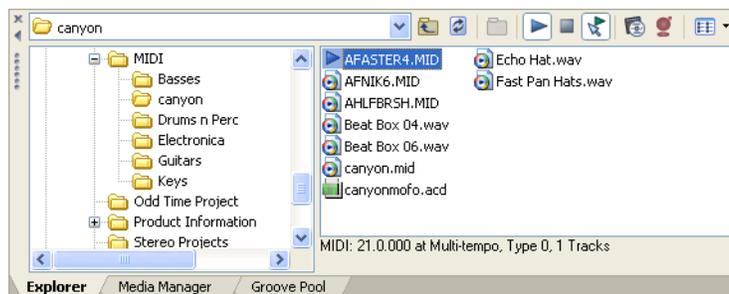 canyon
MIDI
Basses
canyon
Drums n Perc
Electronica
Guitars
Keys
Odd Time Project
Product Information
Stereo Projects
AFASTER4.MID
AFNIK6.MID
AHLFBRSH.MID
Beat Box 04.wav
Beat Box 06.wav
canyon.mid
canyonmofo.acd
Echo Hat.wav
Fast Pan Hats.wav
MIDI: 21.0.000 at Multi-tempo, Type 0, 1 Tracks
Explorer
Media Manager
Groove Pool